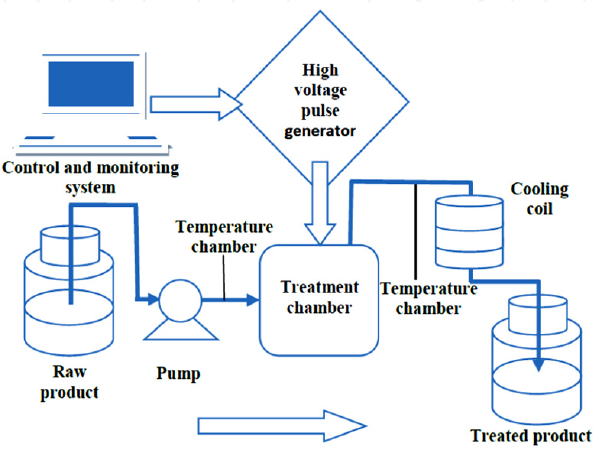 High
voltage
pulse
generator
Control and monitoring
system
Cooling
coil
Temperature
chamber
Treatment
chamber
Temperature
chamber
Raw
product
Pump
Treated product